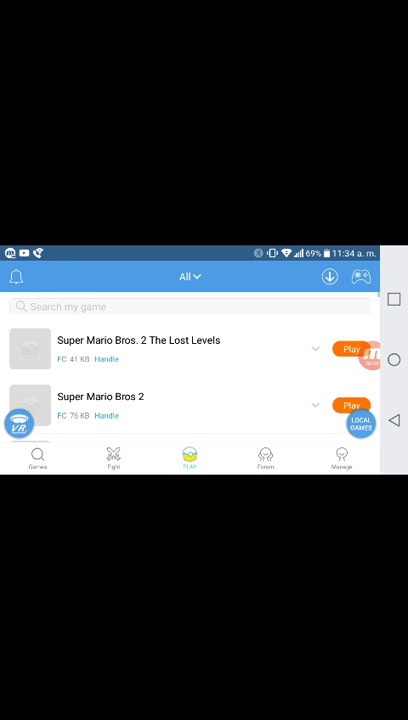 69% 11:34 a. m.
All
Search my game
Super Mario Bros. 2 The Lost Levels
FC 41 KB Handle
Play
Super Mario Bros 2
FC 76 KB Handle
Play
VR
LOCAL
GAMES
Games
Fight
PLAY
Forum
Manage